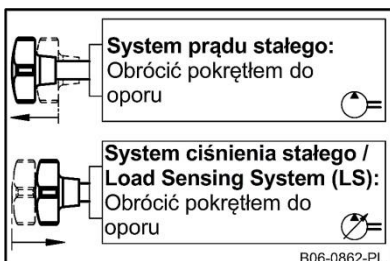 System prądu stałego:
Obrócić pokrętłem do
oporu
System ciśnienia stałego /
Load Sensing System (LS):
Obrócić pokrętłem do
oporu
B06-0862-PL